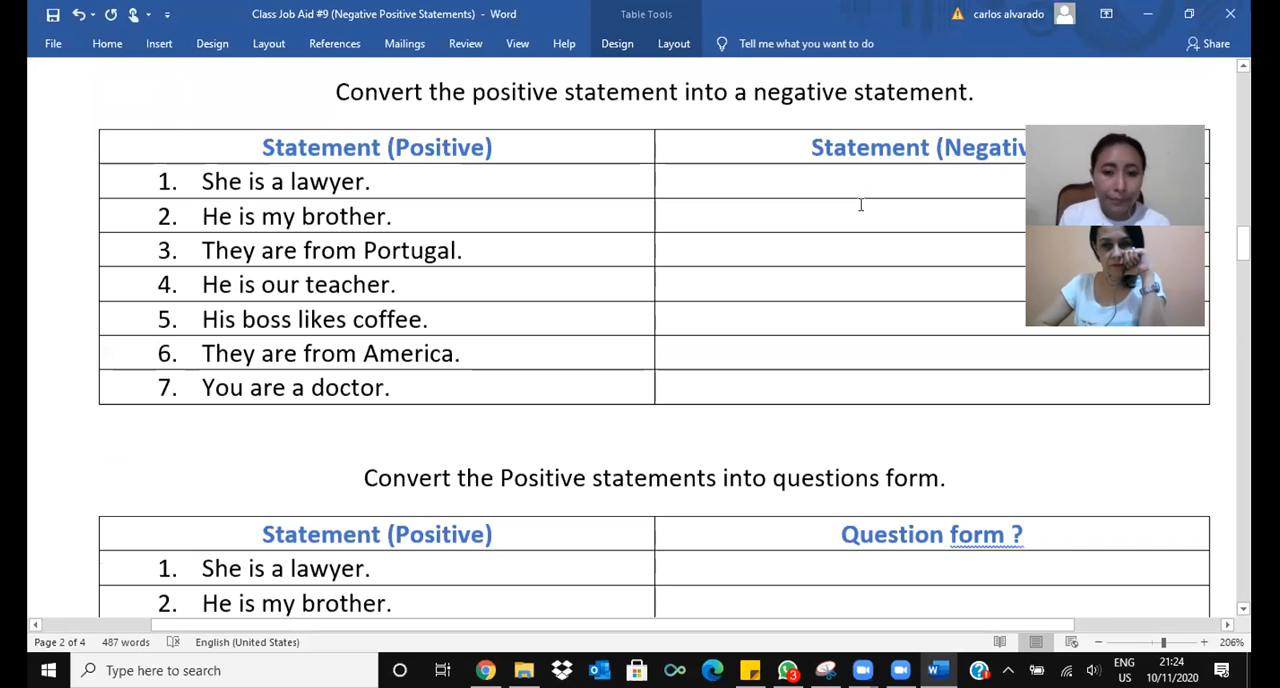 Class Job Aid #9 (Negative Positive Statements) - Word
Table Tools
carlos alvarado
File Home Insert Design Layout References Mailings Review View Help Design Layout Tell me what you want to do Share
Convert the positive statement into a negative statement.
Statement (Positive) Statement (Negativ
1. She is a lawyer.
2. He is my brother.
3. They are from Portugal.
4. He is our teacher.
5. His boss likes coffee.
6. They are from America.
7. You are a doctor.
Convert the Positive statements into questions form.
Statement (Positive) Question form ?
1. She is a lawyer.
2. He is my brother.
Page 2 of 4 487 words English (United States) 206%
Type here to search
3
ENG
US
21:24
10/11/2020